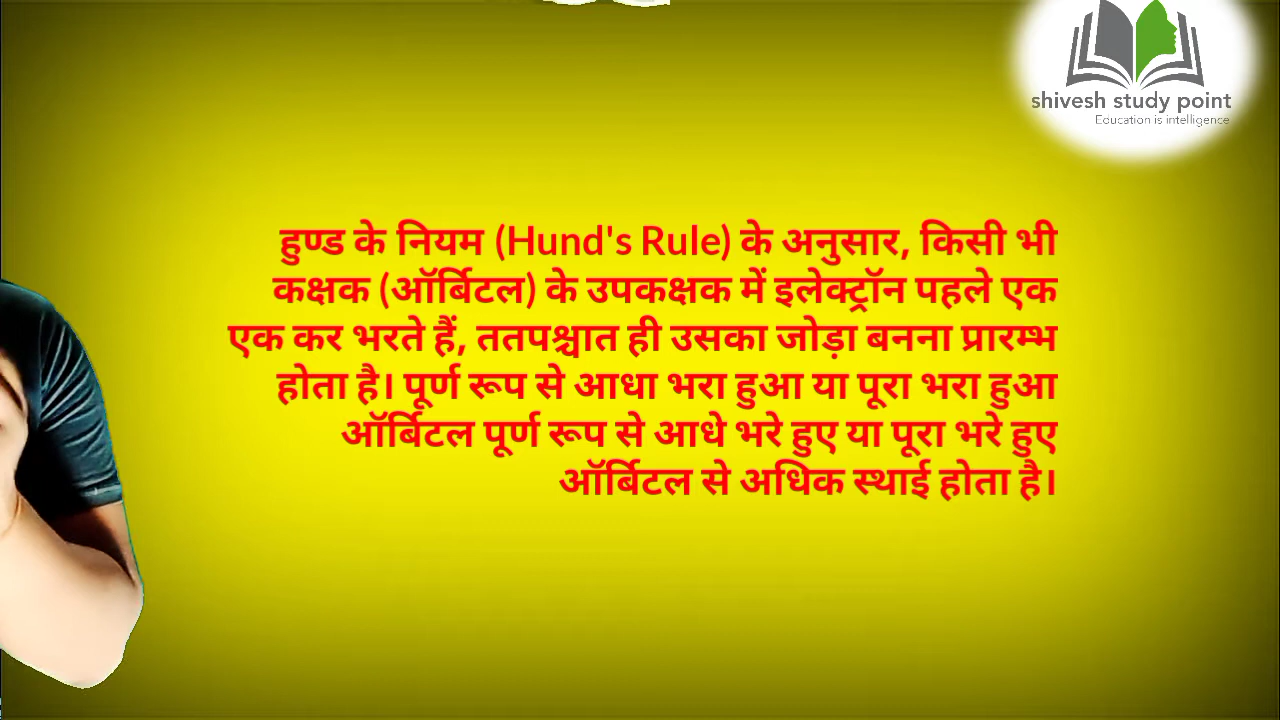 shivesh study point
Education is intelligence
हुण्ड के नियम (Hund's Rule) के अनुसार, किसी भी
कक्षक (ऑर्बिटल) के उपकक्षक में इलेक्ट्रॉन पहले एक
एक कर भरते हैं, ततपश्चात ही उसका जोड़ा बनना प्रारम्भ
होता है। पूर्ण रूप से आधा भरा हुआ या पूरा भरा हुआ
ऑर्बिटल पूर्ण रूप से आधे भरे हुए या पूरा भरे हुए
ऑर्बिटल से अधिक स्थाई होता है।